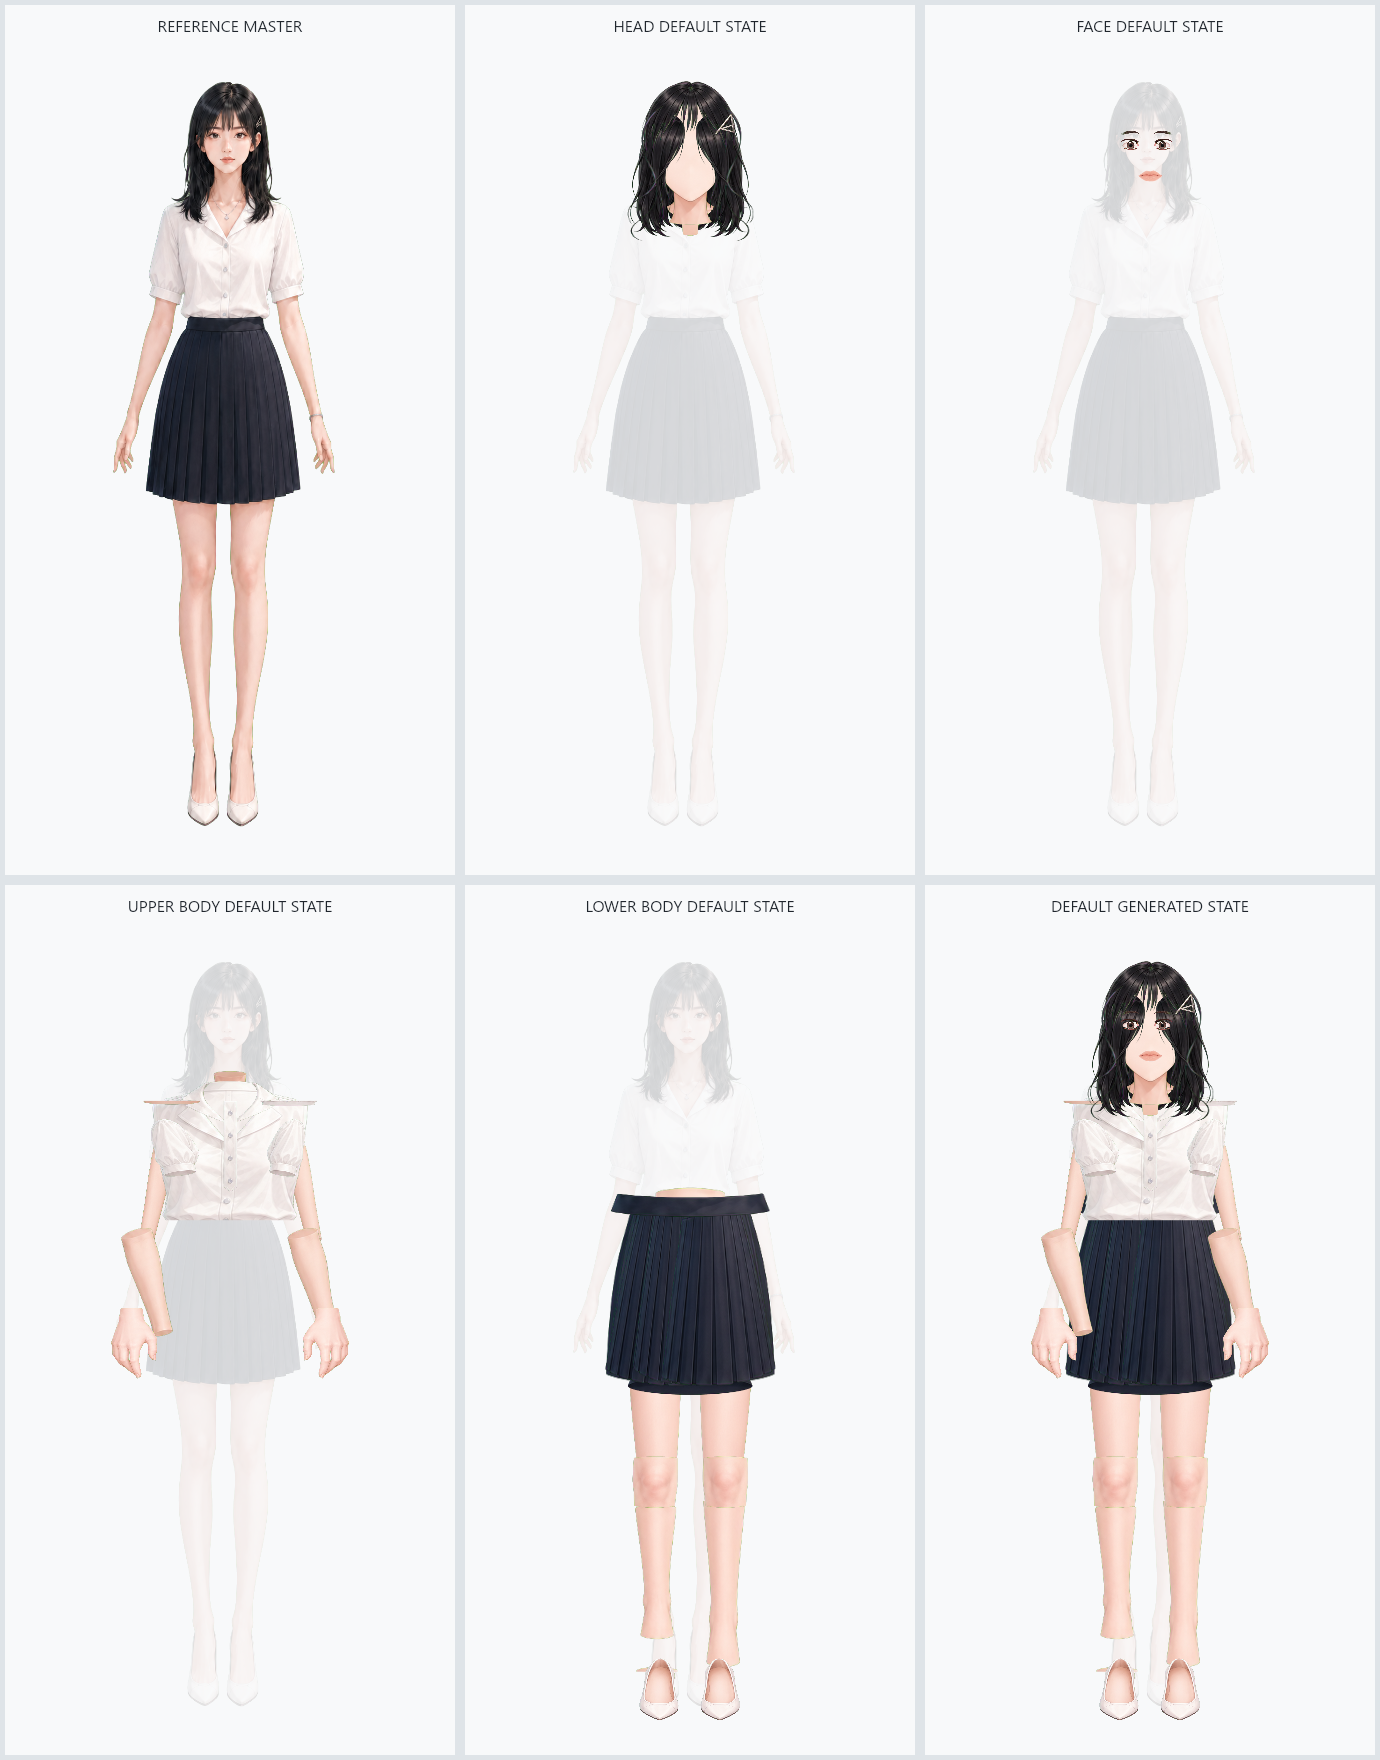 REFERENCE MASTER
HEAD DEFAULT STATE
FACE DEFAULT STATE
UPPER BODY DEFAULT STATE
LOWER BODY DEFAULT STATE
DEFAULT GENERATED STATE